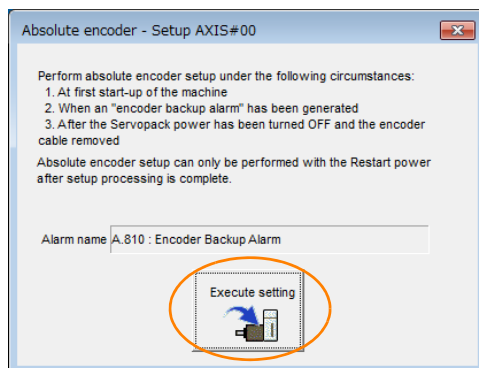 Absolute encoder - Setup AXIS#00
Perform absolute encoder setup under the following circumstances:
1. At first start-up of the machine
2. When an "encoder backup alarm" has been generated
3. After the Servopack power has been turned OFF and the encoder
cable removed
Absolute encoder setup can only be performed with the Restart power
after setup processing is complete.
Alarm name A.810 : Encoder Backup Alarm
Execute setting